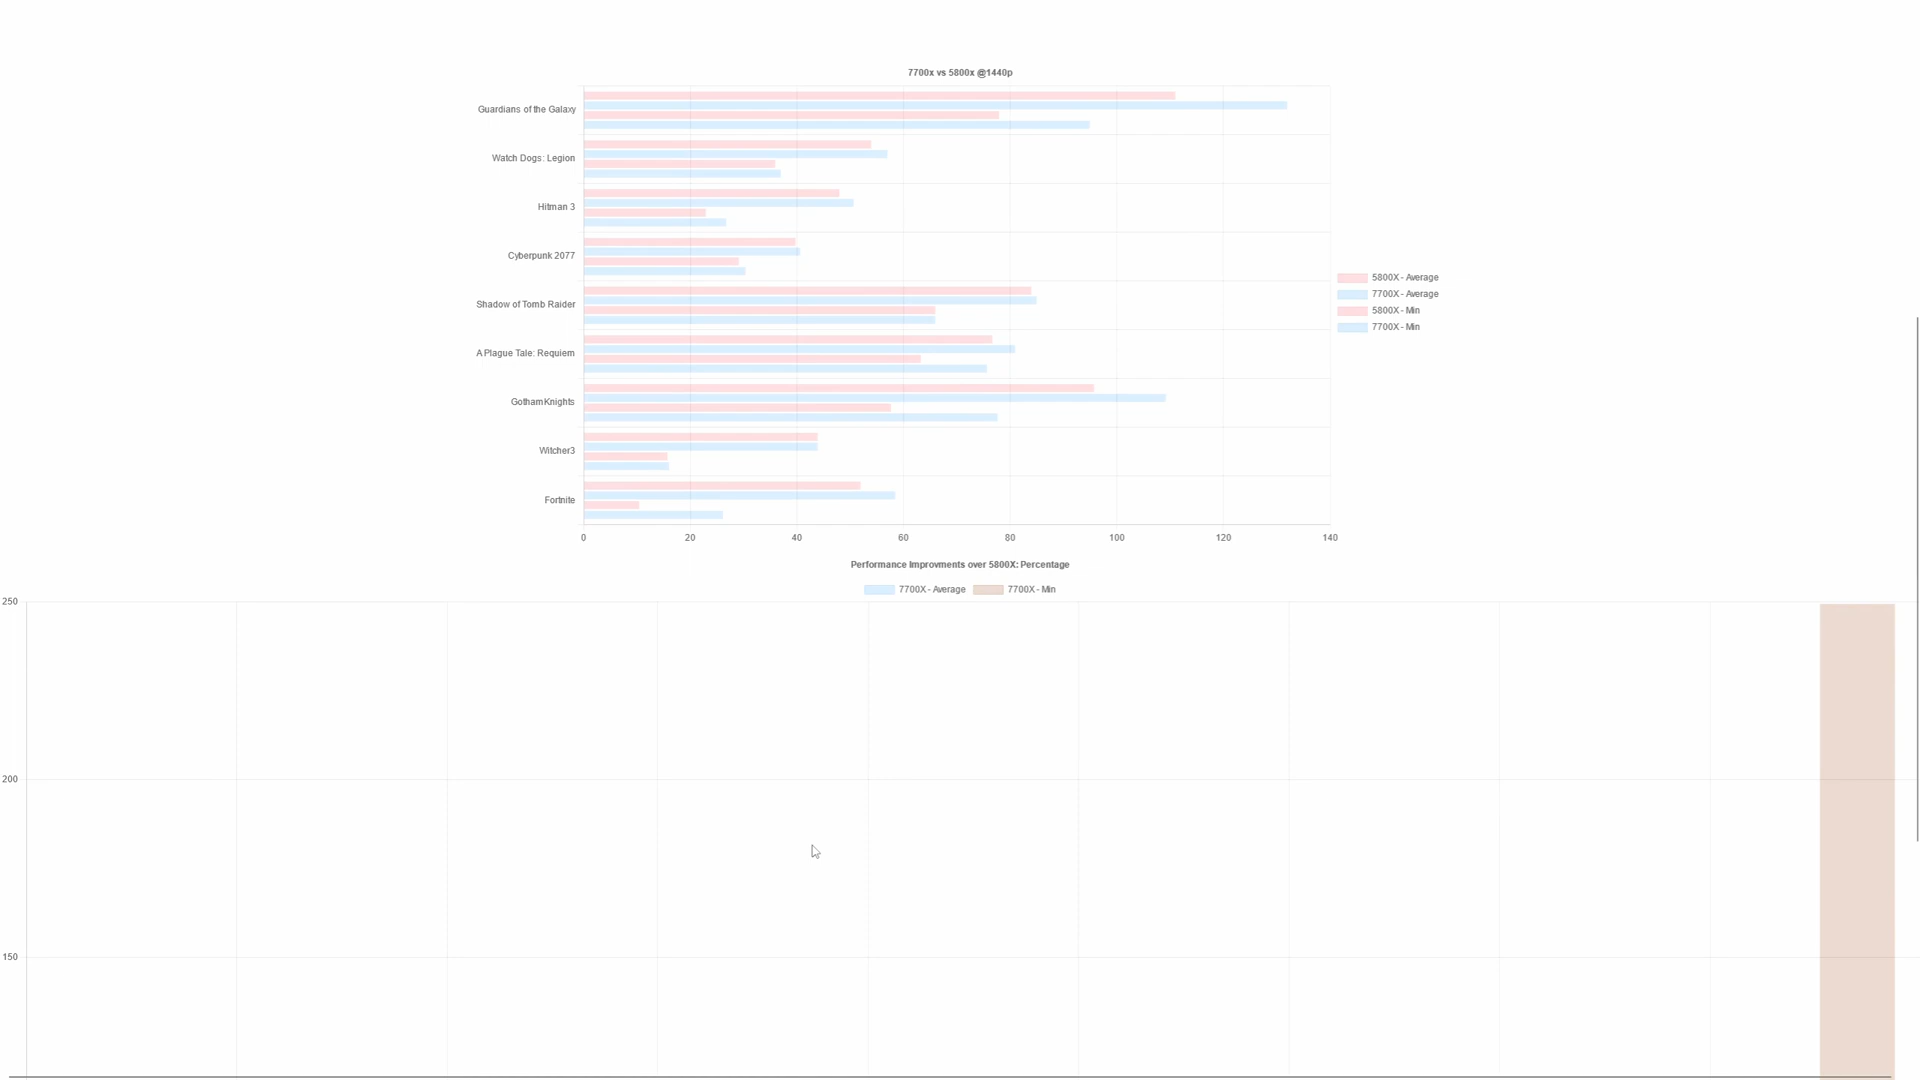 7700x vs 5800x @1440p
Guardians of the Galaxy
Watch Dogs: Legion
Hitman 3
Cyberpunk 2077
Shadow of Tomb Raider
A Plague Tale: Requiem
GothamKnights
Witcher3
Fortnite
5800X - Average
7700X - Average
5800X - Min
7700X - Min
0 20 40 60 80 100 120 140
Performance Improvments over 5800X: Percentage
7700X - Average 7700X - Min
250
200
150